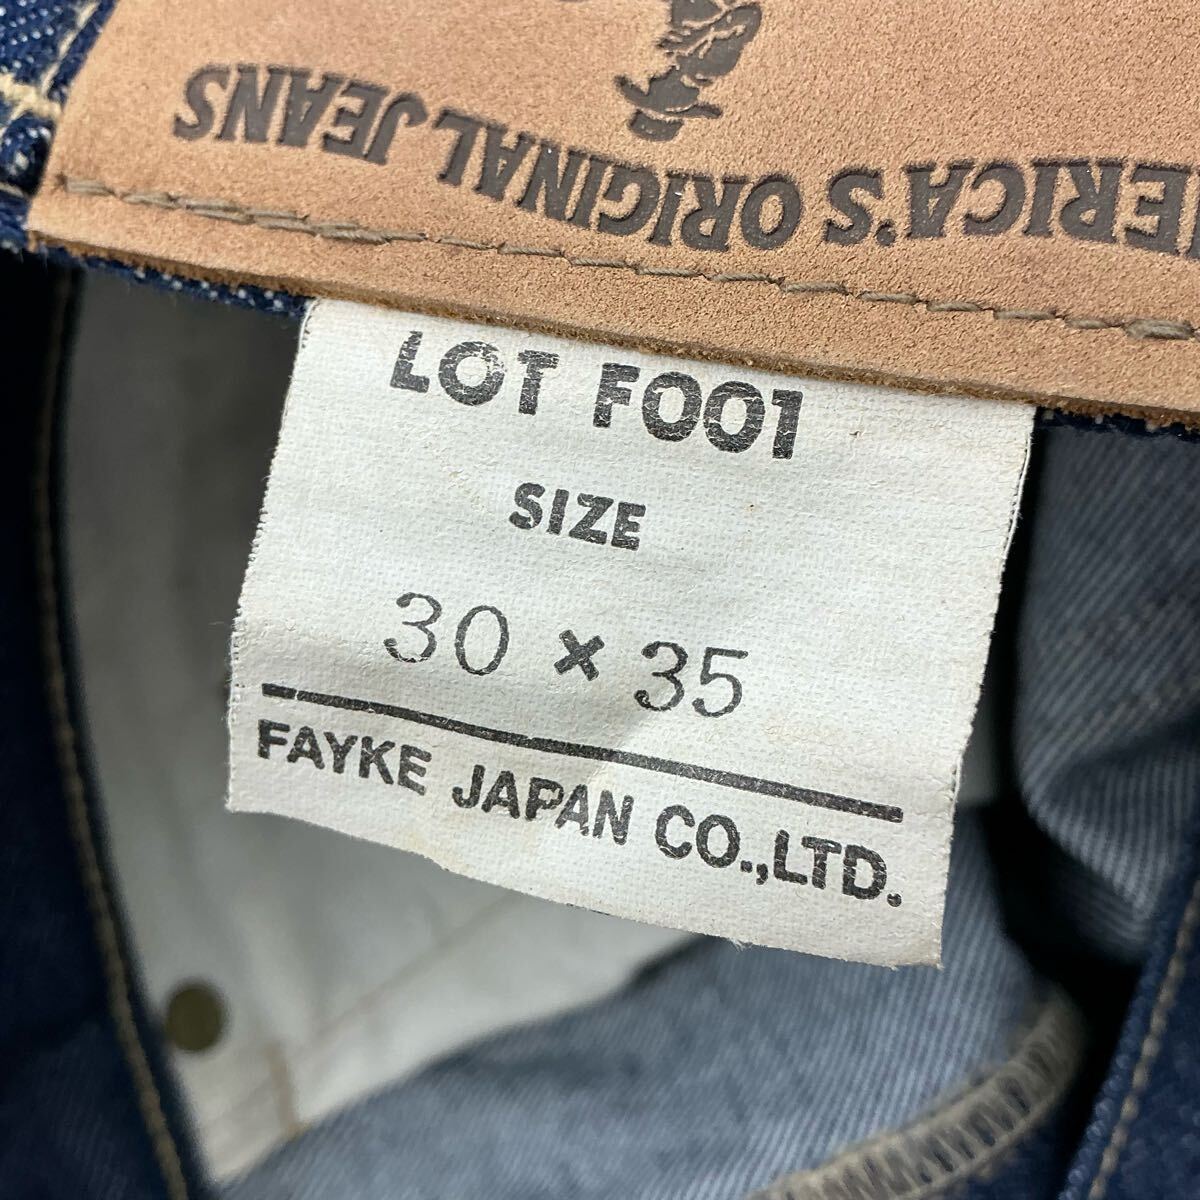 ERICA'S ORIGINAL JEANS
LOT F001
SIZE
30 × 35
FAYKE JAPAN CO.,LTD.